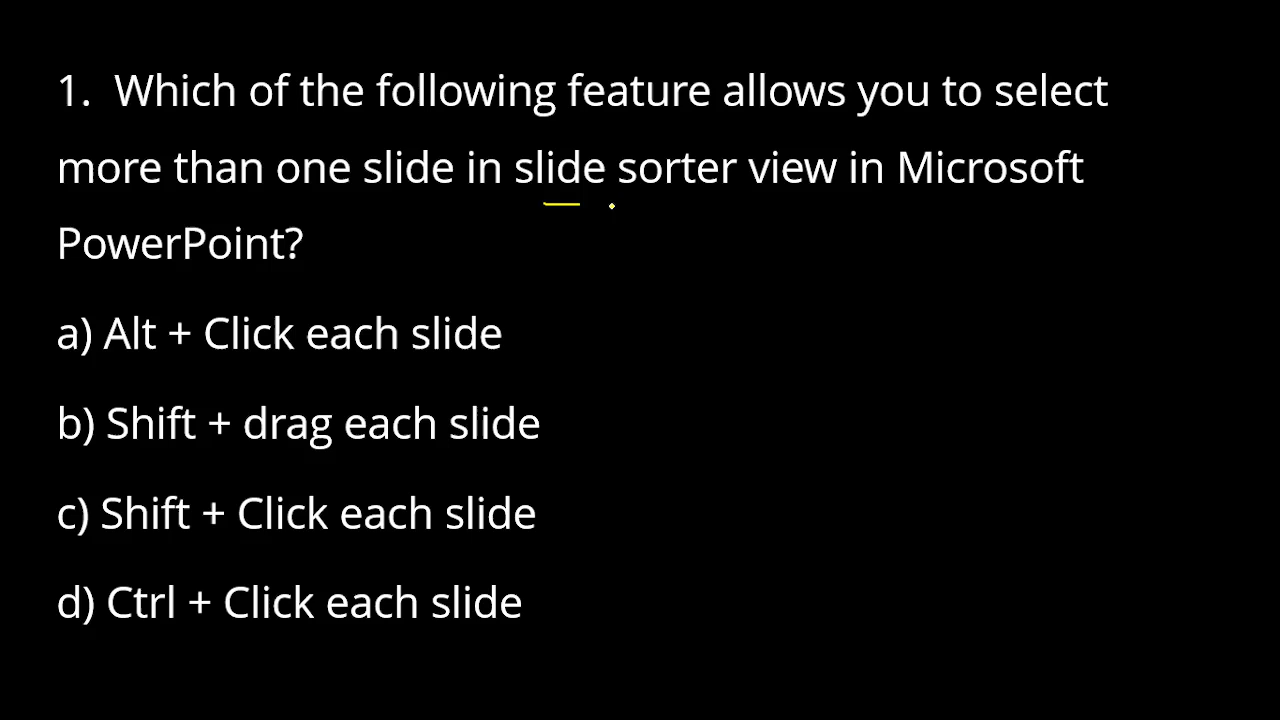 1. Which of the following feature allows you to select
more than one slide in slide sorter view in Microsoft
PowerPoint?
a) Alt + Click each slide
b) Shift + drag each slide
c) Shift + Click each slide
d) Ctrl + Click each slide